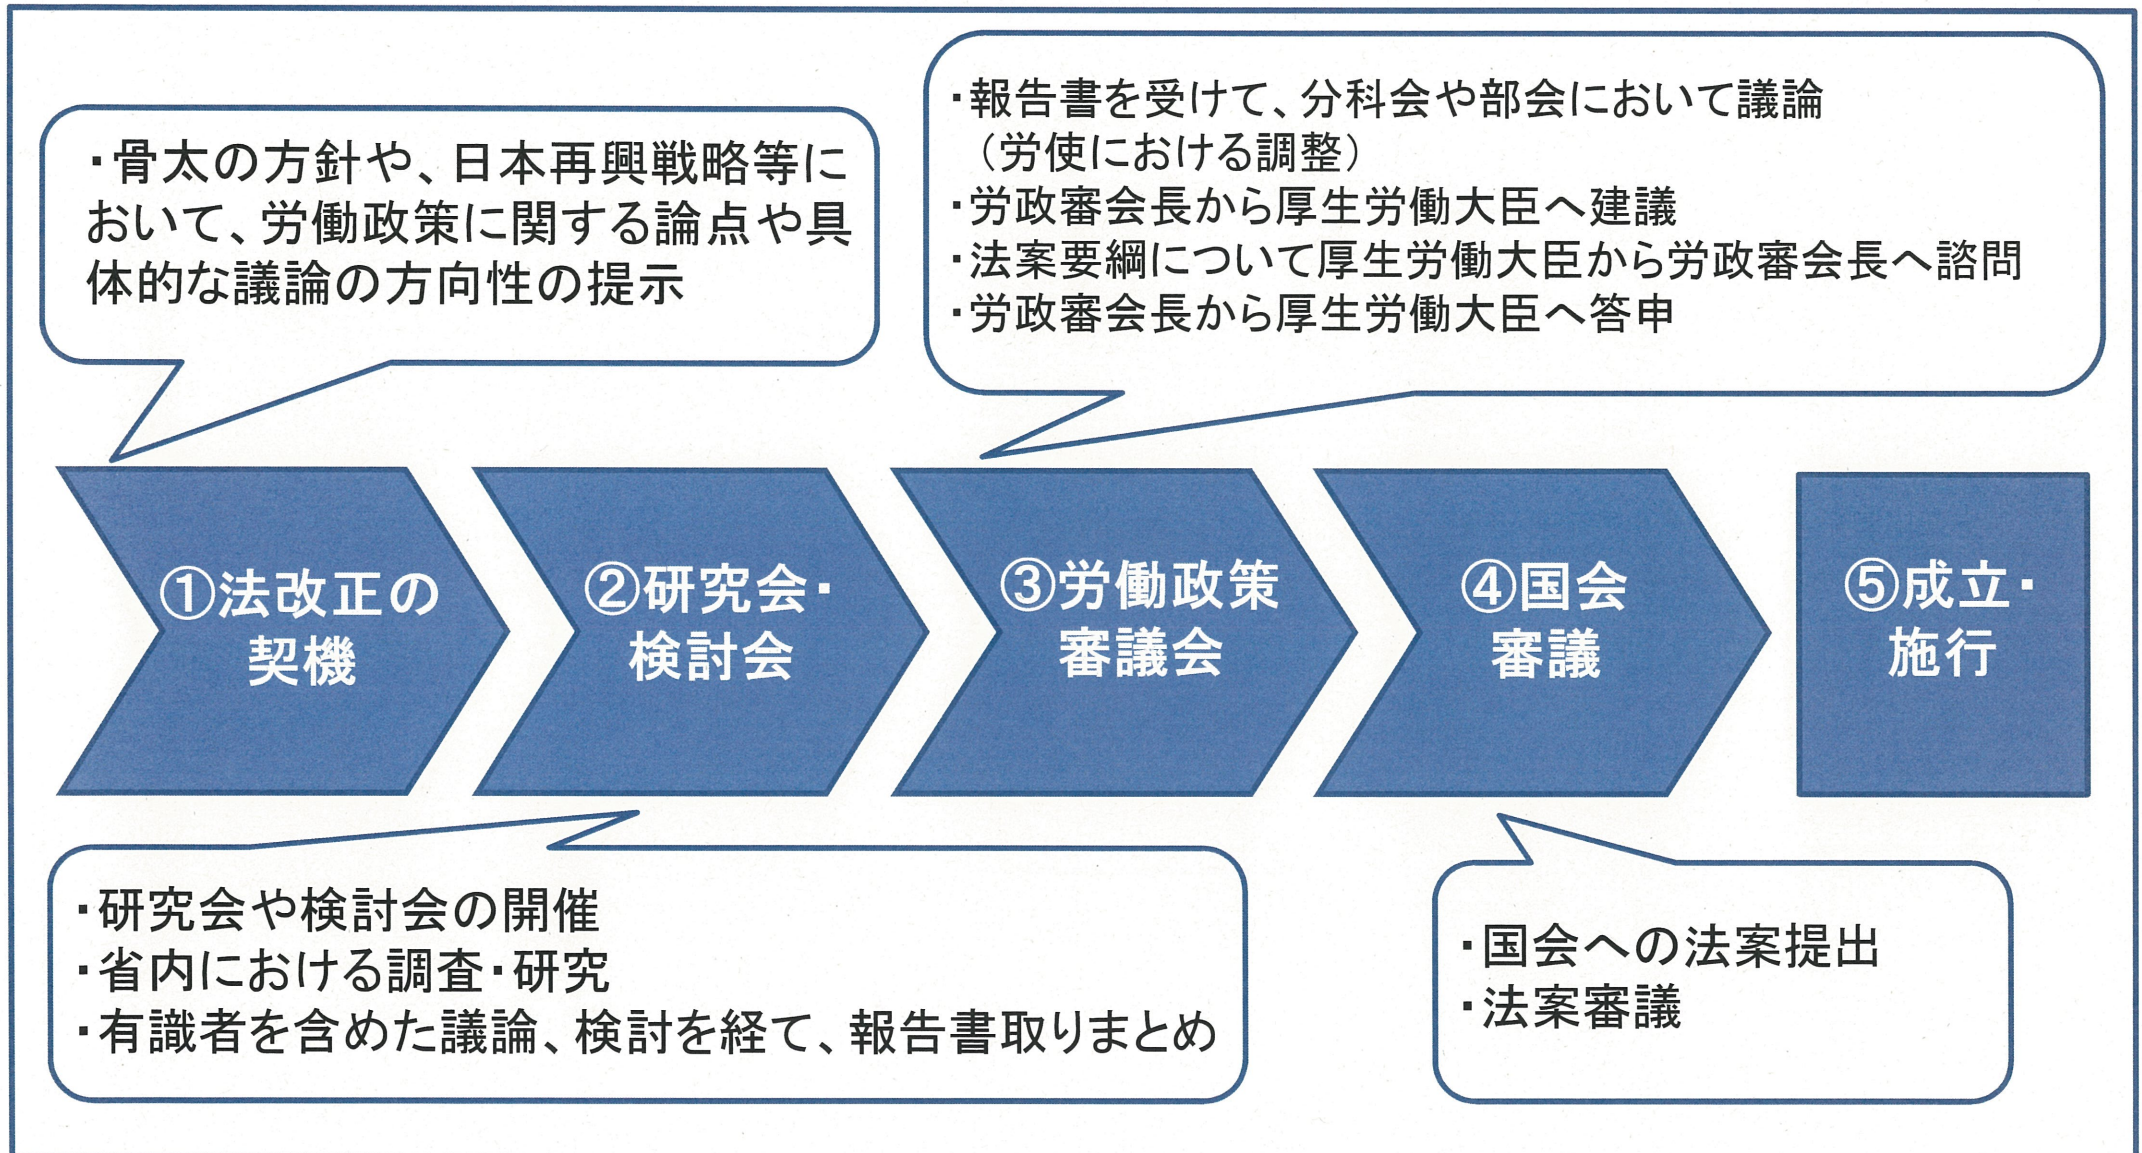 ・骨太の方針や、日本再興戦略等に
おいて、労働政策に関する論点や具
体的な議論の方向性の提示
・報告書を受けて、分科会や部会において議論
（労使における調整）
・労政審会長から厚生労働大臣へ建議
・法案要綱について厚生労働大臣から労政審会長へ諮問
・労政審会長から厚生労働大臣へ答申
①法改正の
契機
②研究会・
検討会
③労働政策
審議会
④国会
審議
⑤成立・
施行
・研究会や検討会の開催
・省内における調査・研究
・有識者を含めた議論、検討を経て、報告書取りまとめ
・国会への法案提出
・法案審議